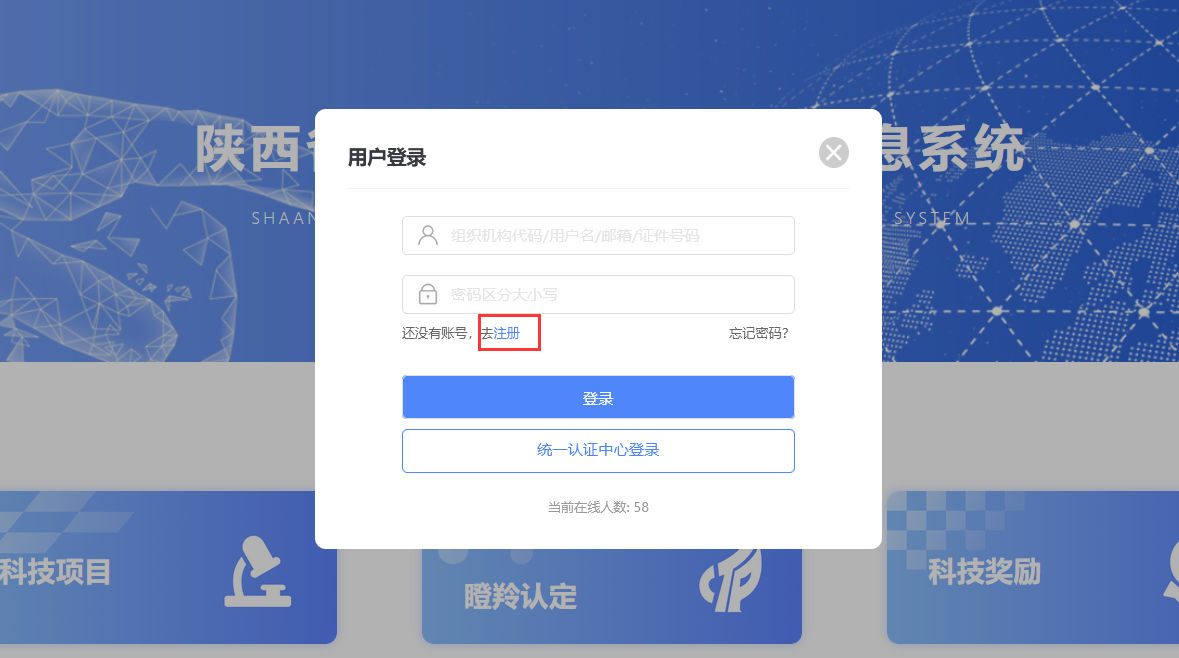 陕西省
息系统
SHAAN
SYSTEM
用户登录
组织机构代码/用户名/邮箱/证件号码
密码区分大小写
还没有账号，去注册
忘记密码?
登录
统一认证中心登录
当前在线人数: 58
科技项目
瞪羚认定
科技奖励